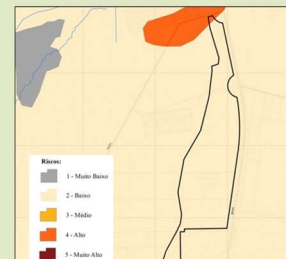 Riscos:
1 - Muito Baixo
2 - Baixo
3 - Médio
4 - Alto
5 - Muito Alto